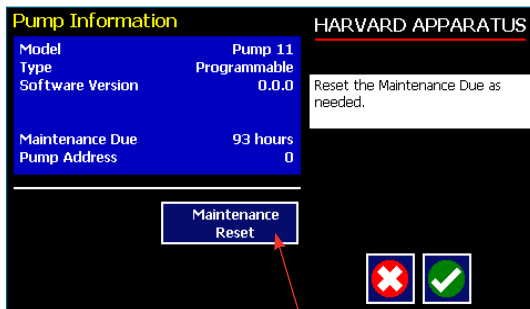 Pump Information
Model Pump 11
Type Programmable
Software Version 0.0.0
Maintenance Due 93 hours
Pump Address 0
Maintenance
Reset
HARVARD APPARATUS
Reset the Maintenance Due as
needed.